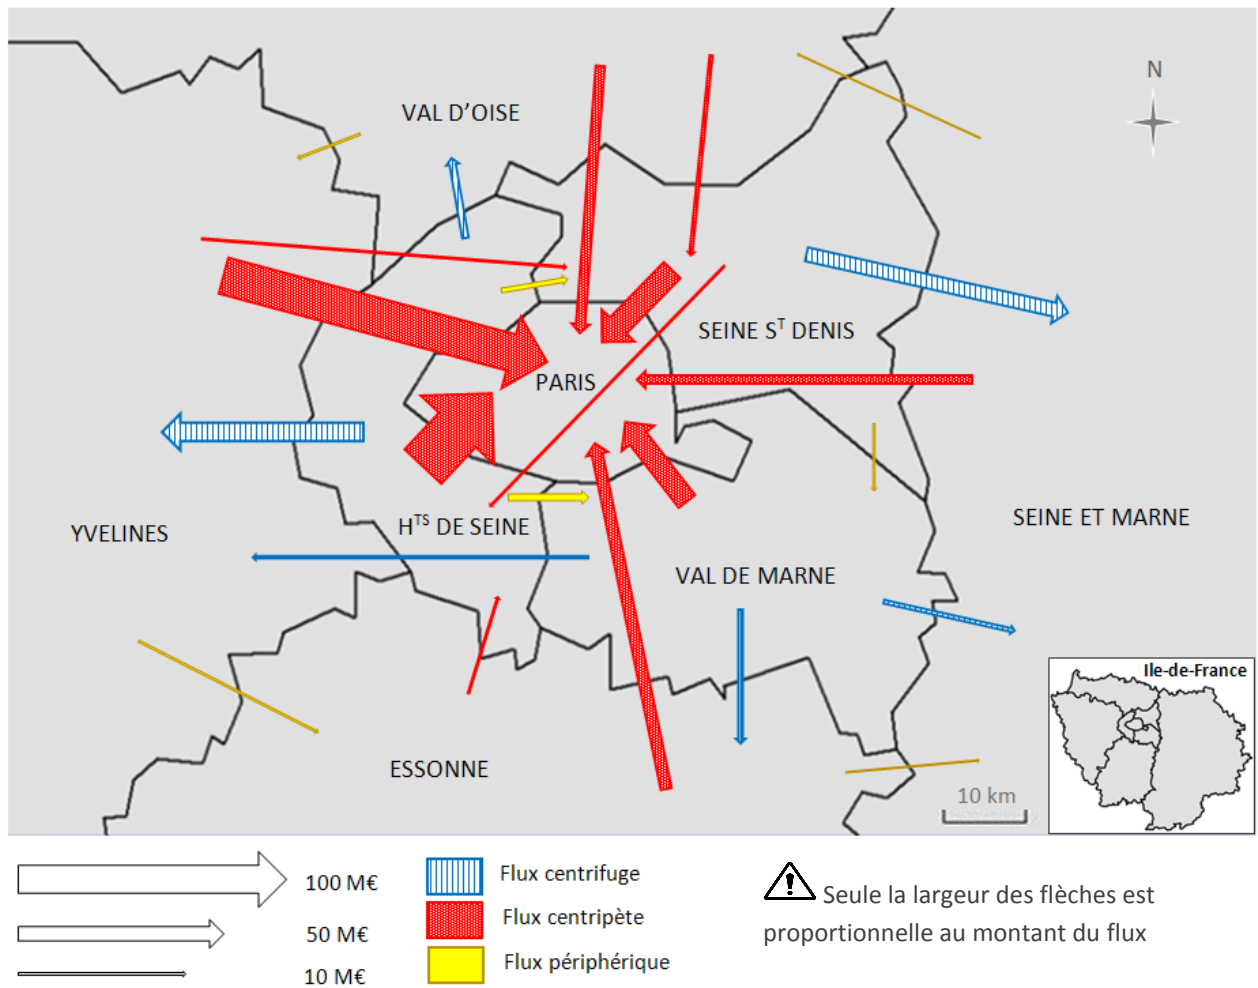 N
VAL D'OISE
SEINE Sᵀ DENIS
PARIS
YVELINES
Hᵀˢ DE SEINE
SEINE ET MARNE
VAL DE MARNE
ESSONNE
Ile-de-France
10 km
100 M€
50 M€
10 M€
Flux centrifuge
Flux centripète
Flux périphérique
! Seule la largeur des flèches est
proportionnelle au montant du flux